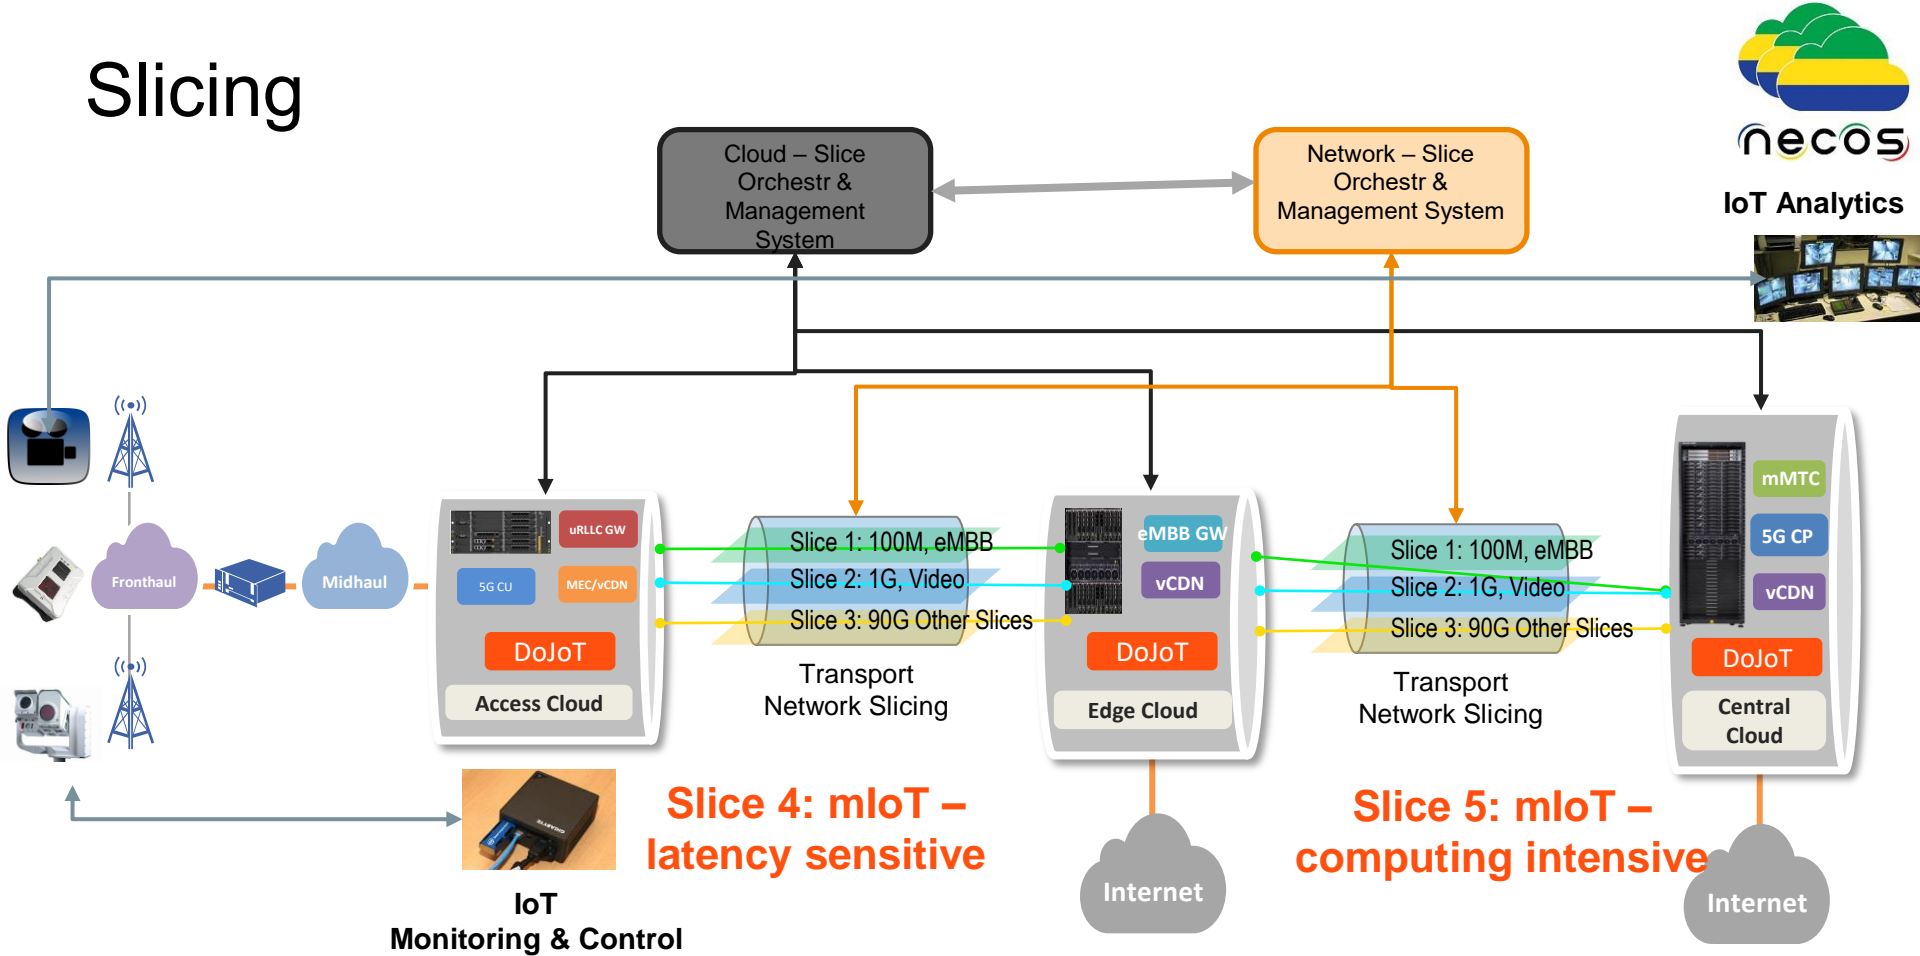 Slicing
necos
Cloud – Slice
Orchestr &
Management
System
Network – Slice
Orchestr &
Management System
IoT Analytics
Fronthaul
Midhaul
uRLLC GW
5G CU
MEC/vCDN
DoJoT
Access Cloud
Slice 1: 100M, eMBB
Slice 2: 1G, Video
Slice 3: 90G Other Slices
Transport
Network Slicing
eMBB GW
vCDN
DoJoT
Edge Cloud
Slice 1: 100M, eMBB
Slice 2: 1G, Video
Slice 3: 90G Other Slices
Transport
Network Slicing
mMTC
5G CP
vCDN
DoJoT
Central
Cloud
GIGABYTE
IoT
Monitoring & Control
Slice 4: mIoT –
latency sensitive
Internet
Slice 5: mIoT –
computing intensive
Internet